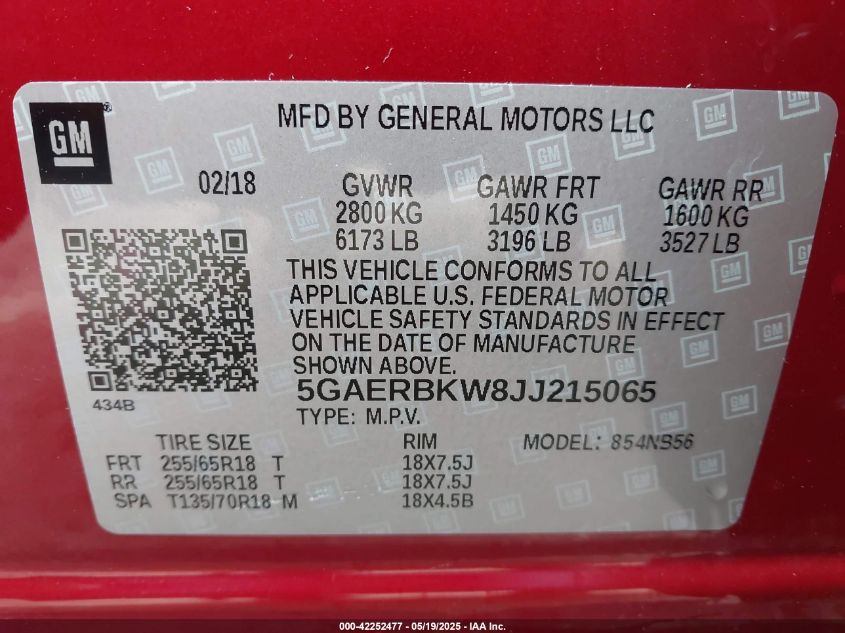 GM
MFD BY GENERAL MOTORS LLC
02/18
GVWR GAWR FRT GAWR RR
2800 KG 1450 KG 1600 KG
6173 LB 3196 LB 3527 LB
THIS VEHICLE CONFORMS TO ALL
APPLICABLE U.S. FEDERAL MOTOR
VEHICLE SAFETY STANDARDS IN EFFECT
ON THE DATE OF MANUFACTURE
SHOWN ABOVE.
5GAERBKW8JJ215065
434B
TYPE: M.P.V.
TIRE SIZE RIM MODEL: 854NB56
FRT 255/65R18 T 18X7.5J
RR 255/65R18 T 18X7.5J
SPA T135/70R18 M 18X4.5B
000-42252477 - 05/19/2025 - IAA Inc.